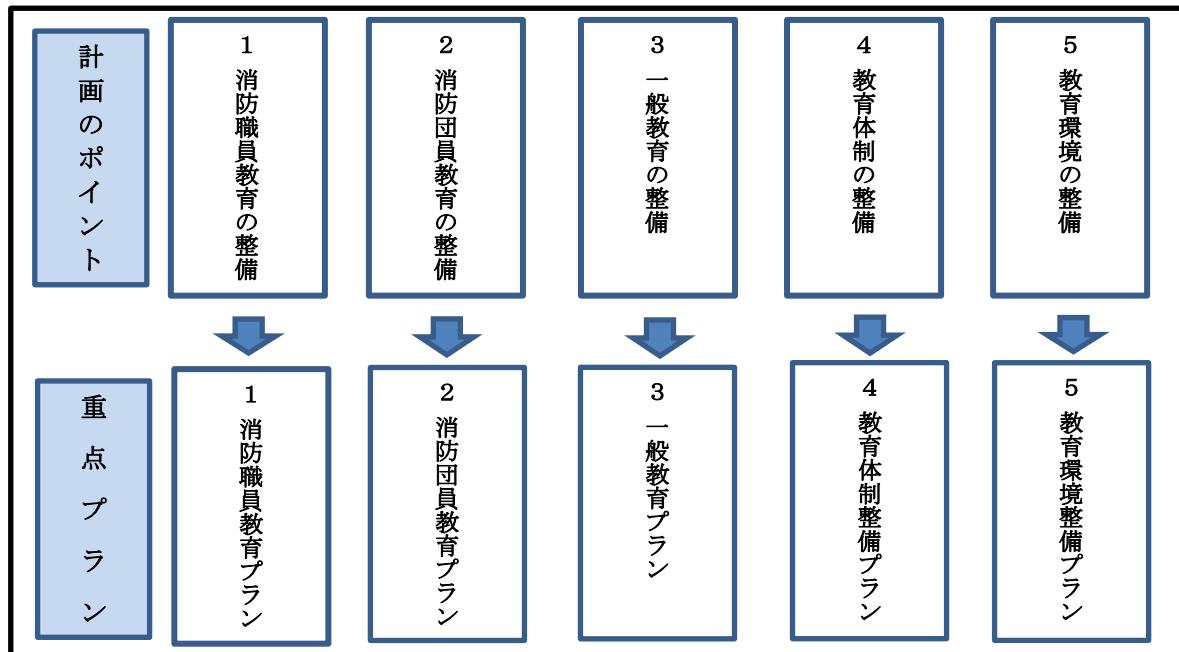 計画のポイント
1 消防職員教育の整備
2 消防団員教育の整備
3 一般教育の整備
4 教育体制の整備
5 教育環境の整備
重点プラン
1 消防職員教育プラン
2 消防団員教育プラン
3 一般教育プラン
4 教育体制整備プラン
5 教育環境整備プラン